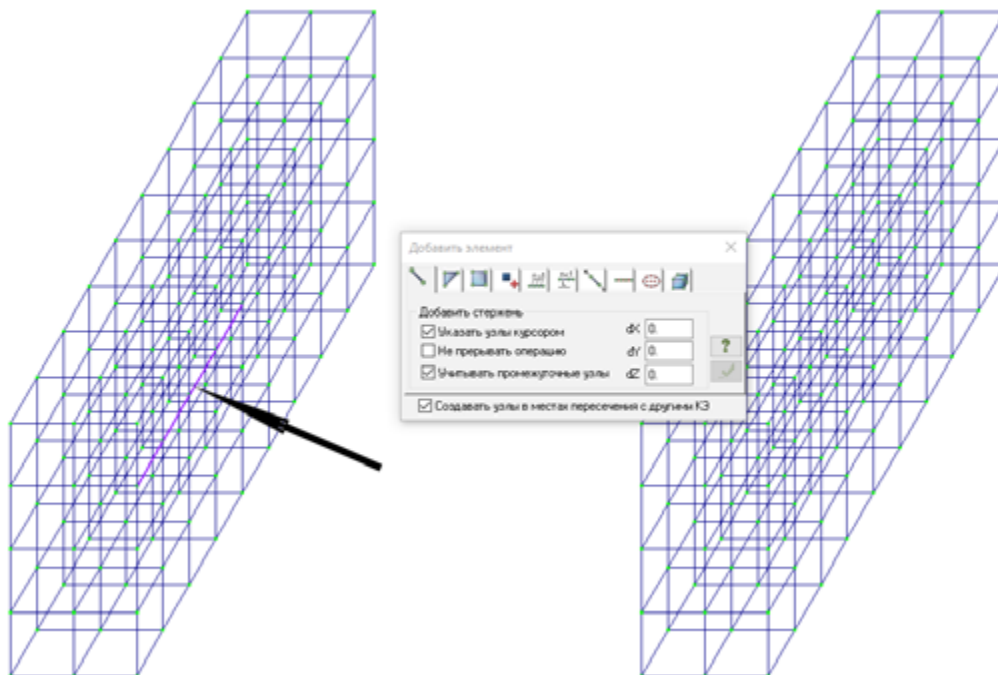 Добавить элемент
Добавить стержень
Указать узлы курсором
dX 0.
Не прерывать операцию
dY 0.
Учитывать промежуточные узлы
dZ 0.
?
Создавать узлы в местах пересечения с другими КЭ